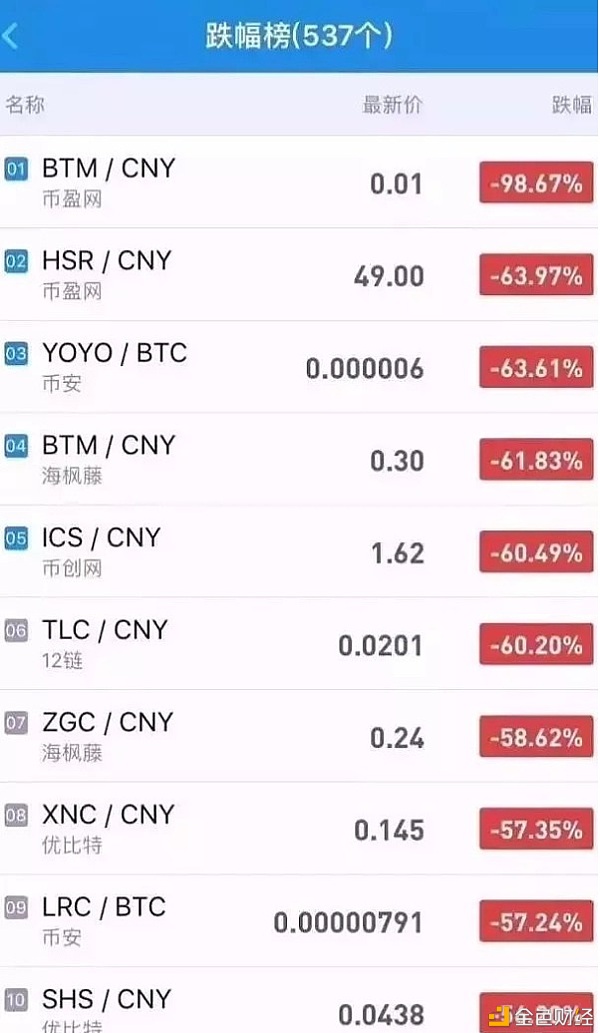 跌幅榜(537个)
名称 最新价 跌幅
01 BTM / CNY 0.01 -98.67%
币盈网
02 HSR / CNY 49.00 -63.97%
币盈网
03 YOYO / BTC 0.000006 -63.61%
币安
04 BTM / CNY 0.30 -61.83%
海枫藤
05 ICS / CNY 1.62 -60.49%
币创网
06 TLC / CNY 0.0201 -60.20%
12链
07 ZGC / CNY 0.24 -58.62%
海枫藤
08 XNC / CNY 0.145 -57.35%
优比特
09 LRC / BTC 0.00000791 -57.24%
币安
10 SHS / CNY 0.0438
优比特
金色财经